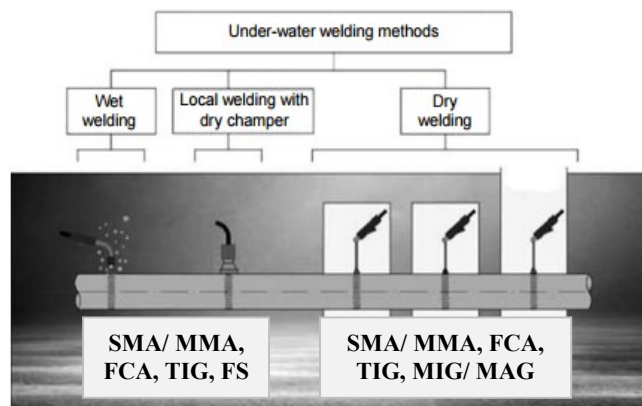 Under-water welding methods
Wet
welding
Local welding with
dry champer
Dry
welding
SMA/ MMA,
FCA, TIG, FS
SMA/ MMA, FCA,
TIG, MIG/ MAG